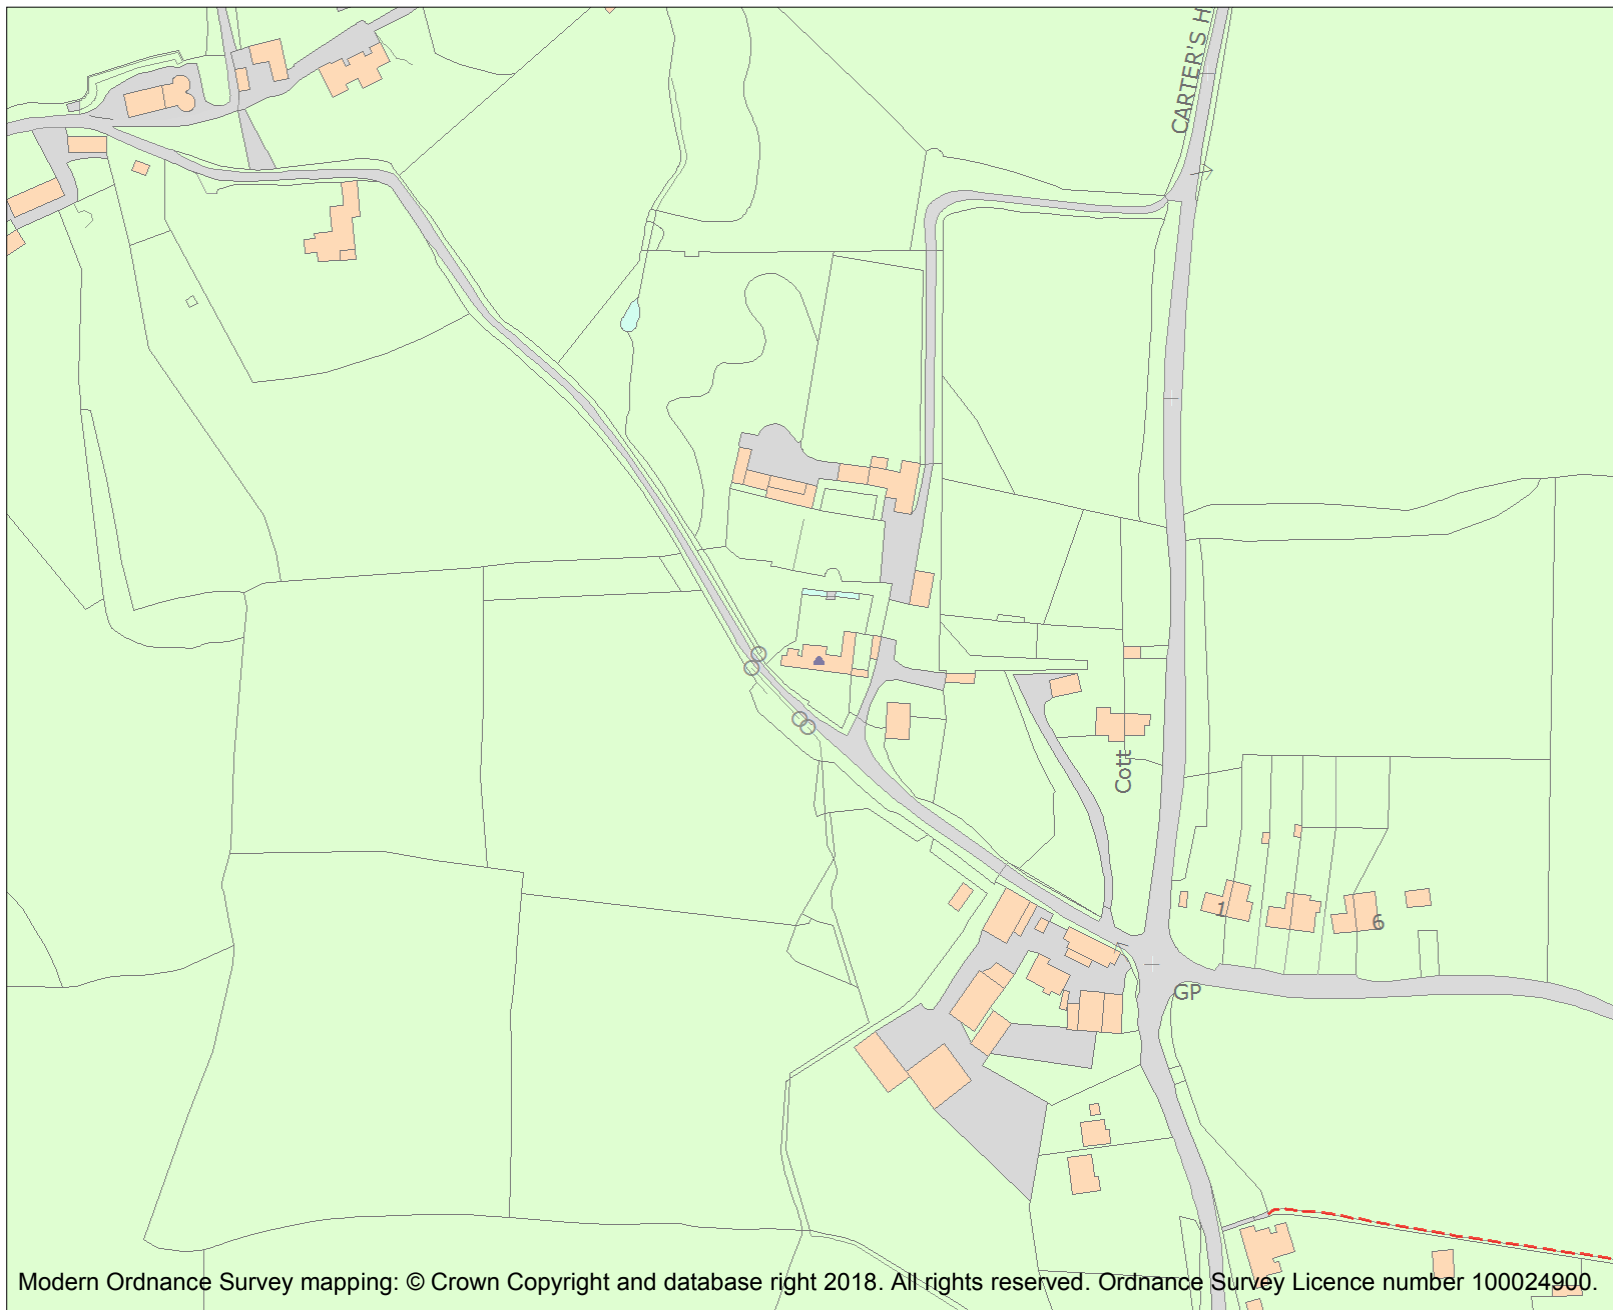 CARTER'S H
Cott
1
6
GP
Modern Ordnance Survey mapping: © Crown Copyright and database right 2018. All rights reserved. Ordnance Survey Licence number 100024900.